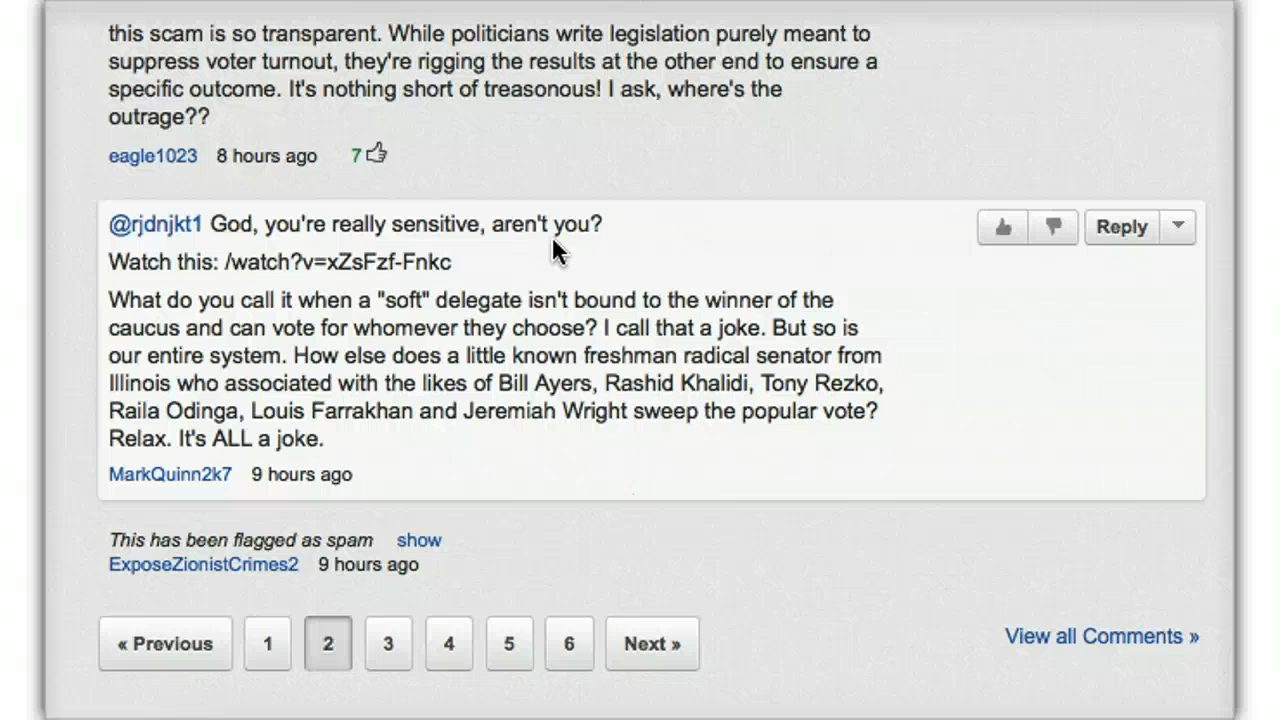 this scam is so transparent. While politicians write legislation purely meant to
suppress voter turnout, they're rigging the results at the other end to ensure a
specific outcome. It's nothing short of treasonous! I ask, where's the
outrage??
eagle1023 8 hours ago 7
@rjdnjkt1 God, you're really sensitive, aren't you?
Reply
Watch this: /watch?v=xZsFzf-Fnkc
What do you call it when a "soft" delegate isn't bound to the winner of the
caucus and can vote for whomever they choose? I call that a joke. But so is
our entire system. How else does a little known freshman radical senator from
Illinois who associated with the likes of Bill Ayers, Rashid Khalidi, Tony Rezko,
Raila Odinga, Louis Farrakhan and Jeremiah Wright sweep the popular vote?
Relax. It's ALL a joke.
MarkQuinn2k7 9 hours ago
This has been flagged as spam show
ExposeZionistCrimes2 9 hours ago
« Previous 1 2 3 4 5 6 Next »
View all Comments »